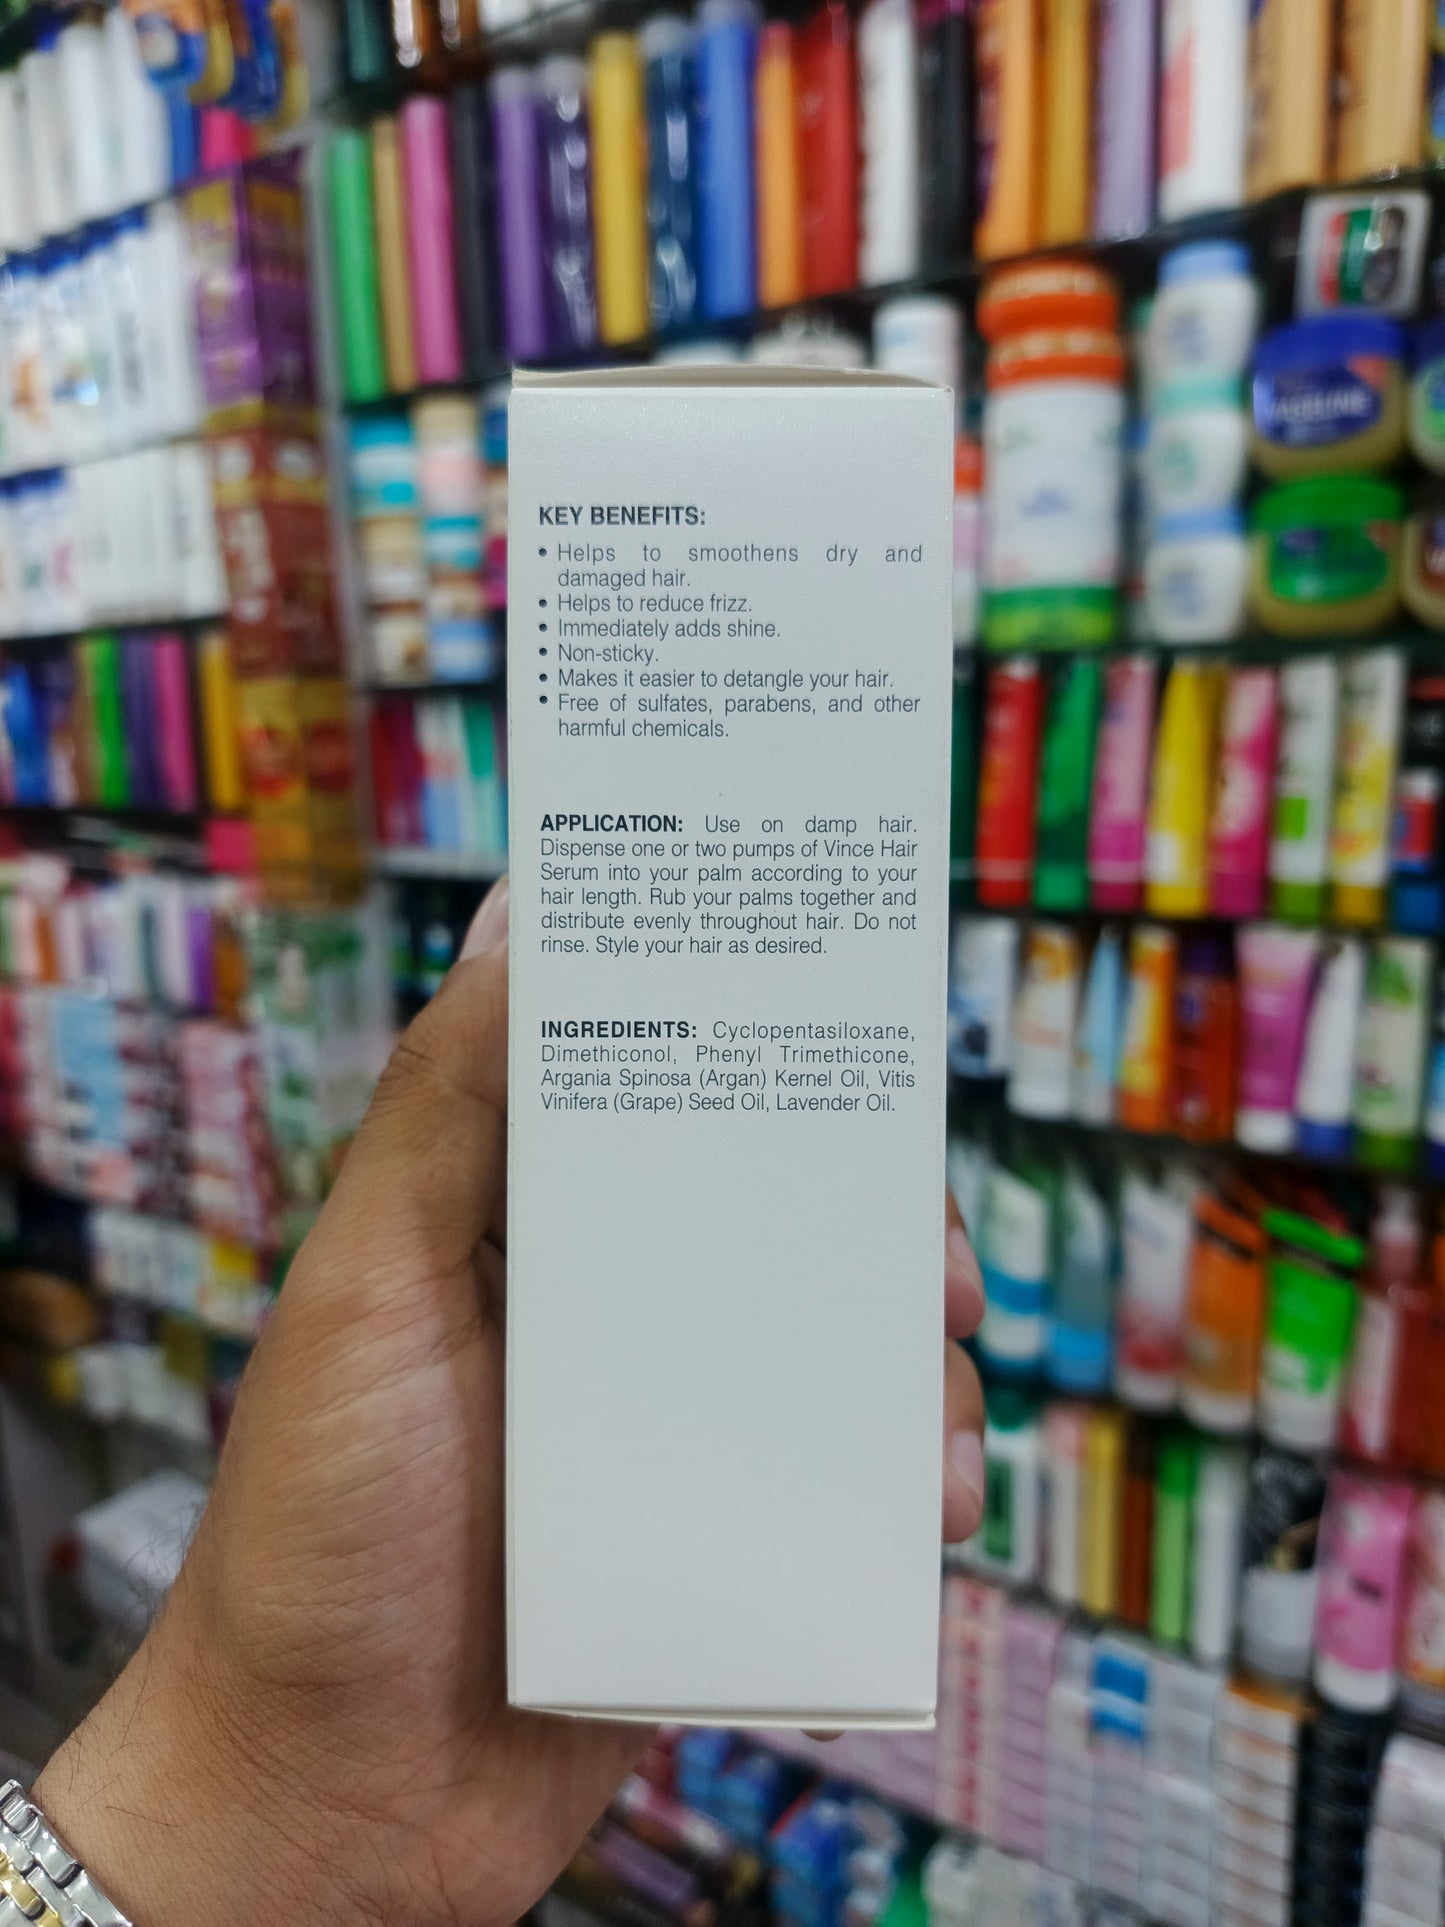 KEY BENEFITS:
• Helps to smoothens dry and
damaged hair.
• Helps to reduce frizz.
• Immediately adds shine.
• Non-sticky.
• Makes it easier to detangle your hair.
• Free of sulfates, parabens, and other
harmful chemicals.
APPLICATION: Use on damp hair.
Dispense one or two pumps of Vince Hair
Serum into your palm according to your
hair length. Rub your palms together and
distribute evenly throughout hair. Do not
rinse. Style your hair as desired.
INGREDIENTS: Cyclopentasiloxane,
Dimethiconol, Phenyl Trimethicone,
Argania Spinosa (Argan) Kernel Oil, Vitis
Vinifera (Grape) Seed Oil, Lavender Oil.